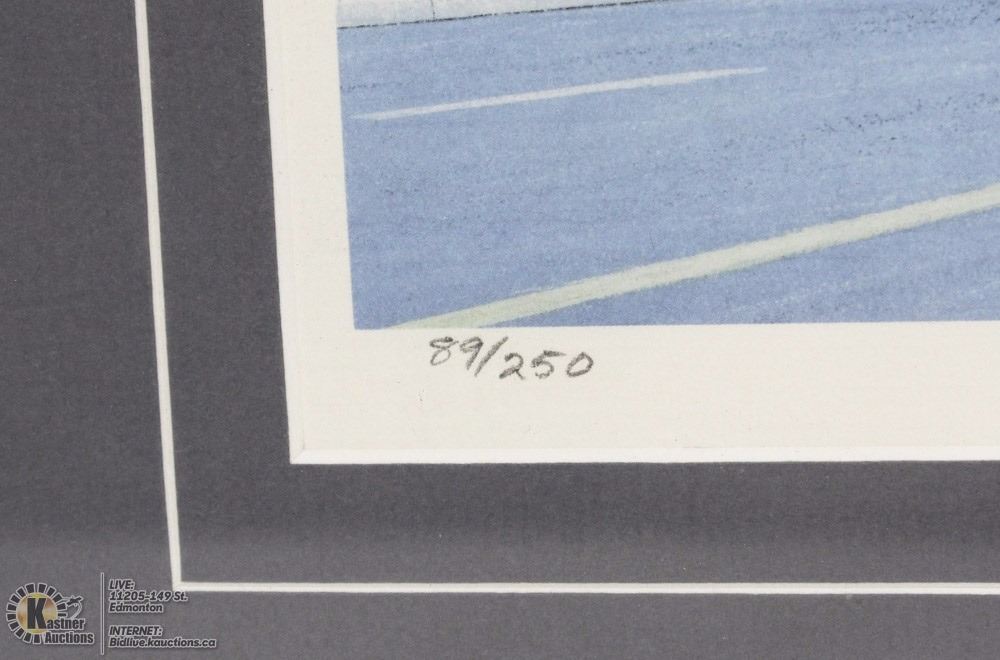 89/250
LIVE:
11205-149 St.
Edmonton
INTERNET:
Bidlive.kauctions.ca
K
Kastner
Auctions